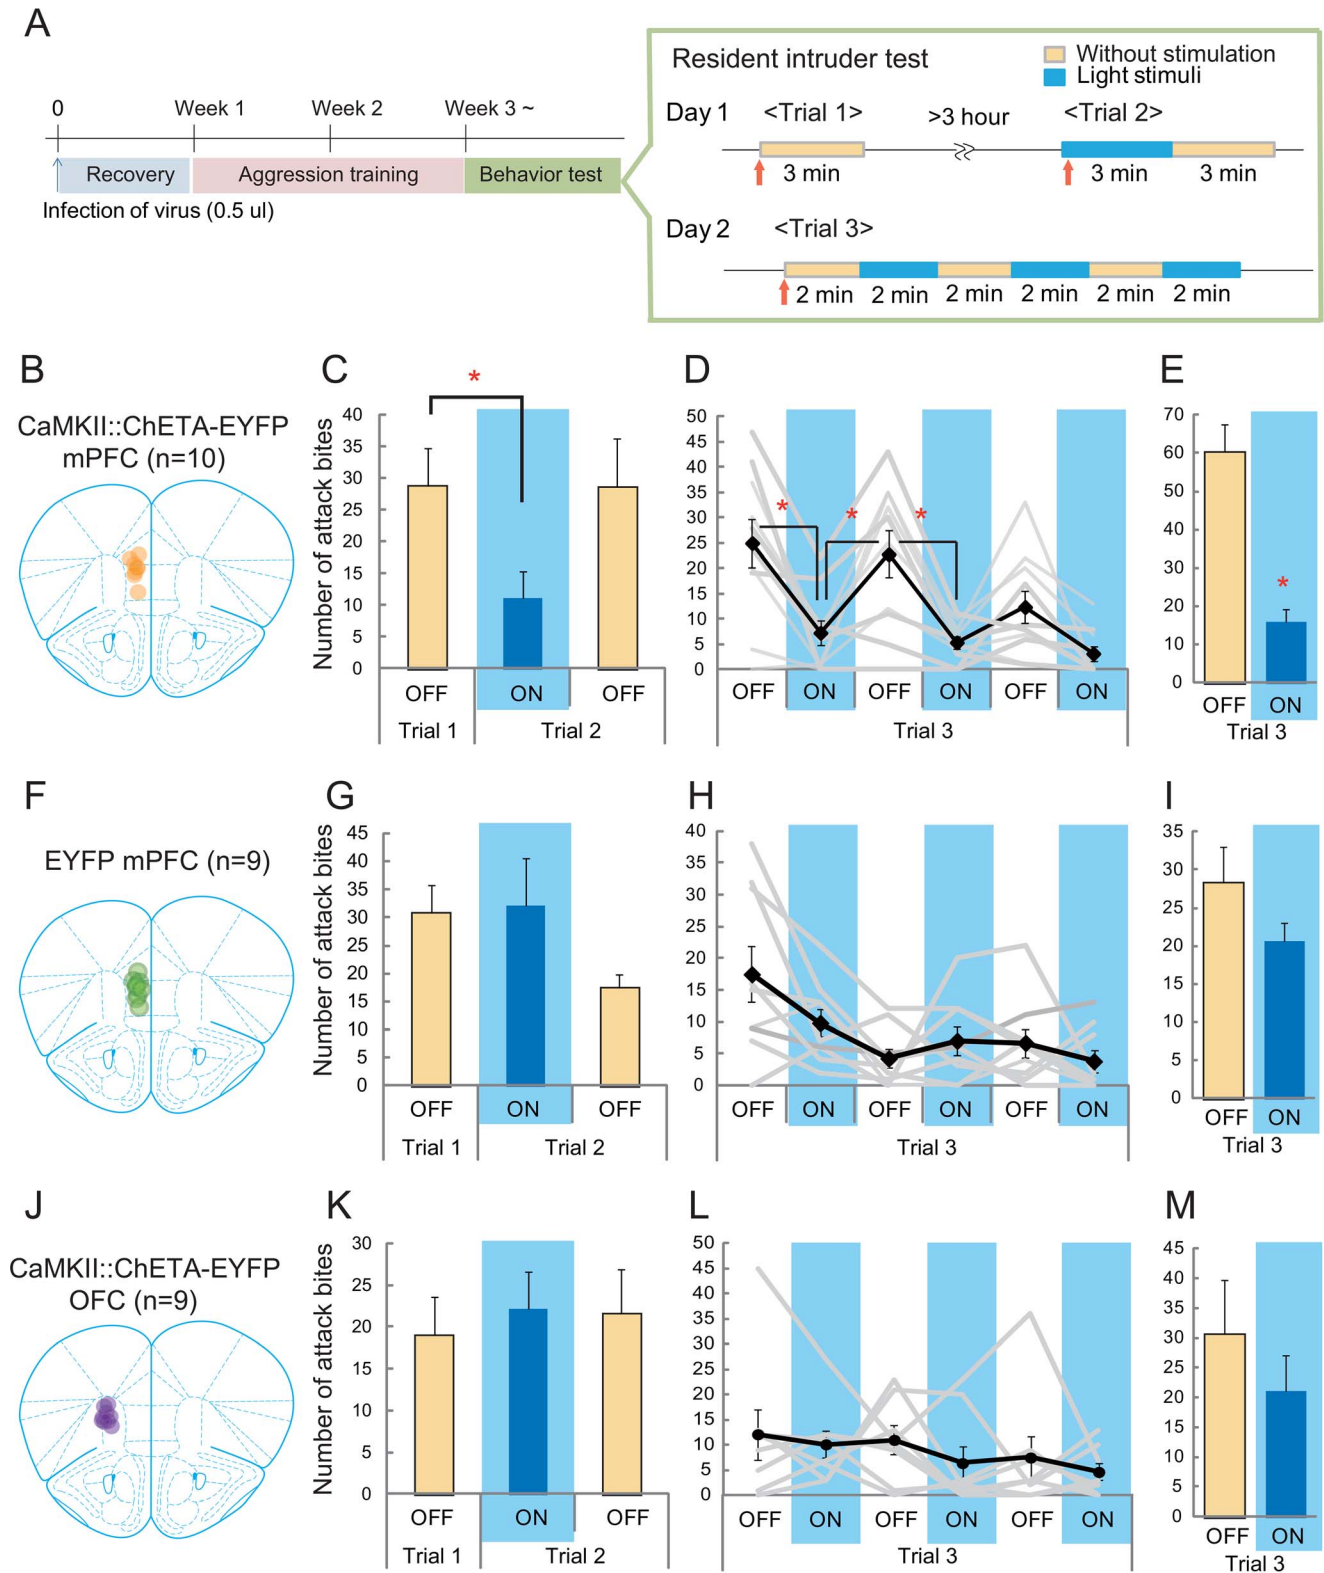 A
0
Week 1
Week 2
Week 3 ~
Recovery
Aggression training
Behavior test
Infection of virus (0.5 ul)
Resident intruder test
Without stimulation
Light stimuli
Day 1
<Trial 1>
>3 hour
<Trial 2>
3 min
3 min
3 min
Day 2
<Trial 3>
2 min
2 min
2 min
2 min
2 min
2 min
B
CaMKII::ChETA-EYFP
mPFC (n=10)
C
*
Number of attack bites
40
35
30
25
20
15
10
5
0
OFF
ON
OFF
Trial 1
Trial 2
D
50
45
40
35
30
25
20
15
10
5
0
*
*
*
OFF
ON
OFF
ON
OFF
ON
Trial 3
E
70
60
50
40
30
20
10
0
*
OFF
ON
Trial 3
F
EYFP mPFC (n=9)
G
Number of attack bites
45
40
35
30
25
20
15
10
5
0
OFF
ON
OFF
Trial 1
Trial 2
H
40
35
30
25
20
15
10
5
0
OFF
ON
OFF
ON
OFF
ON
Trial 3
I
35
30
25
20
15
10
5
0
OFF
ON
Trial 3
J
CaMKII::ChETA-EYFP
OFC (n=9)
K
Number of attack bites
30
25
20
15
10
5
0
OFF
ON
OFF
Trial 1
Trial 2
L
50
45
40
35
30
25
20
15
10
5
0
OFF
ON
OFF
ON
OFF
ON
Trial 3
M
45
40
35
30
25
20
15
10
5
0
OFF
ON
Trial 3